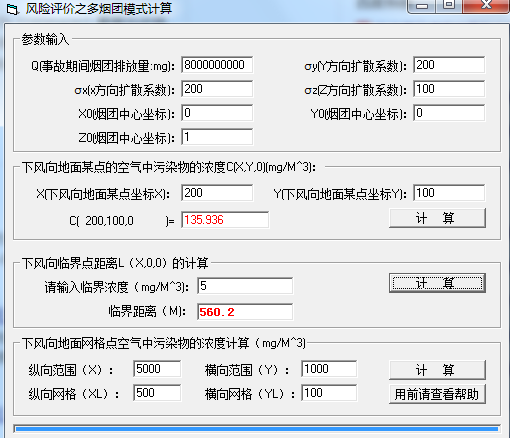 风险评价之多烟团模式计算
参数输入
Q(事故期间烟团排放量:mg): 8000000000 σy(Y方向扩散系数): 200
σx(x方向扩散系数): 200 σz(Z方向扩散系数): 100
X0(烟团中心坐标): 0 Y0(烟团中心坐标): 0
Z0(烟团中心坐标): 1
下风向地面某点的空气中污染物的浓度C(X,Y,0)(mg/M^3):
X(下风向地面某点坐标X): 200 Y(下风向地面某点坐标Y): 100
C( 200,100,0 )= 135.936 计 算
下风向临界点距离L（X,0,0）的计算
请输入临界浓度（mg/M^3): 5 计 算
临界距离（M): 560.2
下风向地面网格点空气中污染物的浓度计算（mg/M^3)
纵向范围（X）： 5000 横向范围（Y）： 1000 计 算
纵向网格（XL）： 500 横向网格（YL）： 100 用前请查看帮助